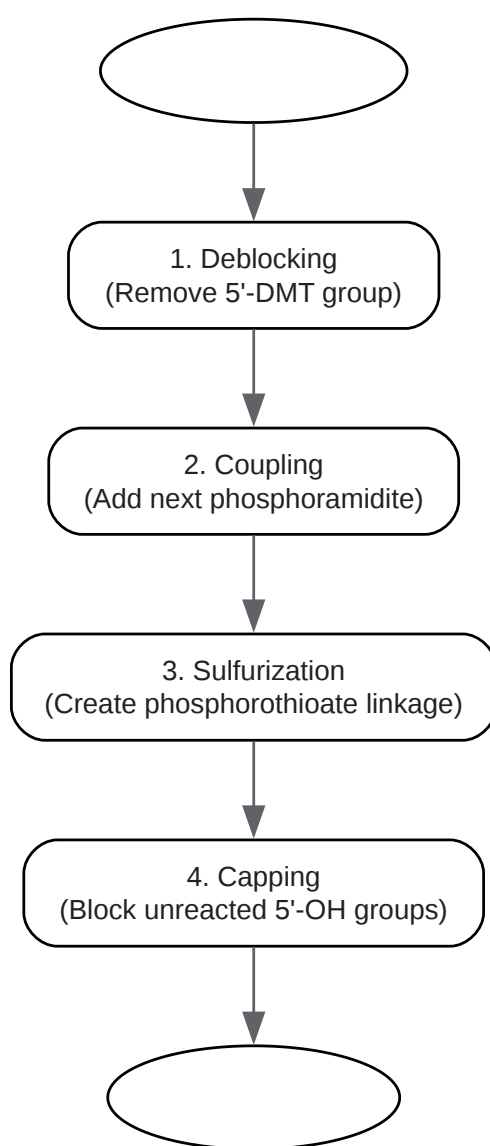 1. Deblocking
(Remove 5'-DMT group)
2. Coupling
(Add next phosphoramidite)
3. Sulfurization
(Create phosphorothioate linkage)
4. Capping
(Block unreacted 5'-OH groups)